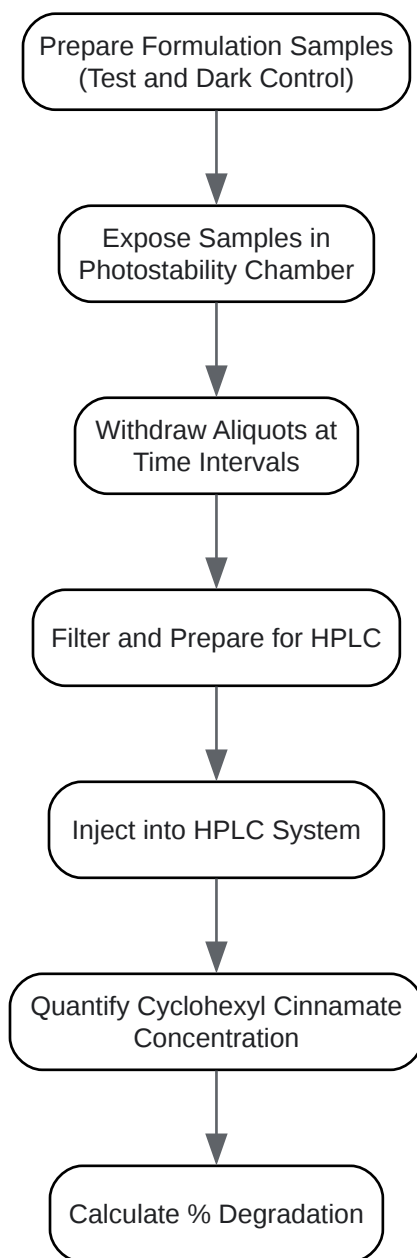 Prepare Formulation Samples
(Test and Dark Control)
Expose Samples in
Photostability Chamber
Withdraw Aliquots at
Time Intervals
Filter and Prepare for HPLC
Inject into HPLC System
Quantify Cyclohexyl Cinnamate
Concentration
Calculate % Degradation